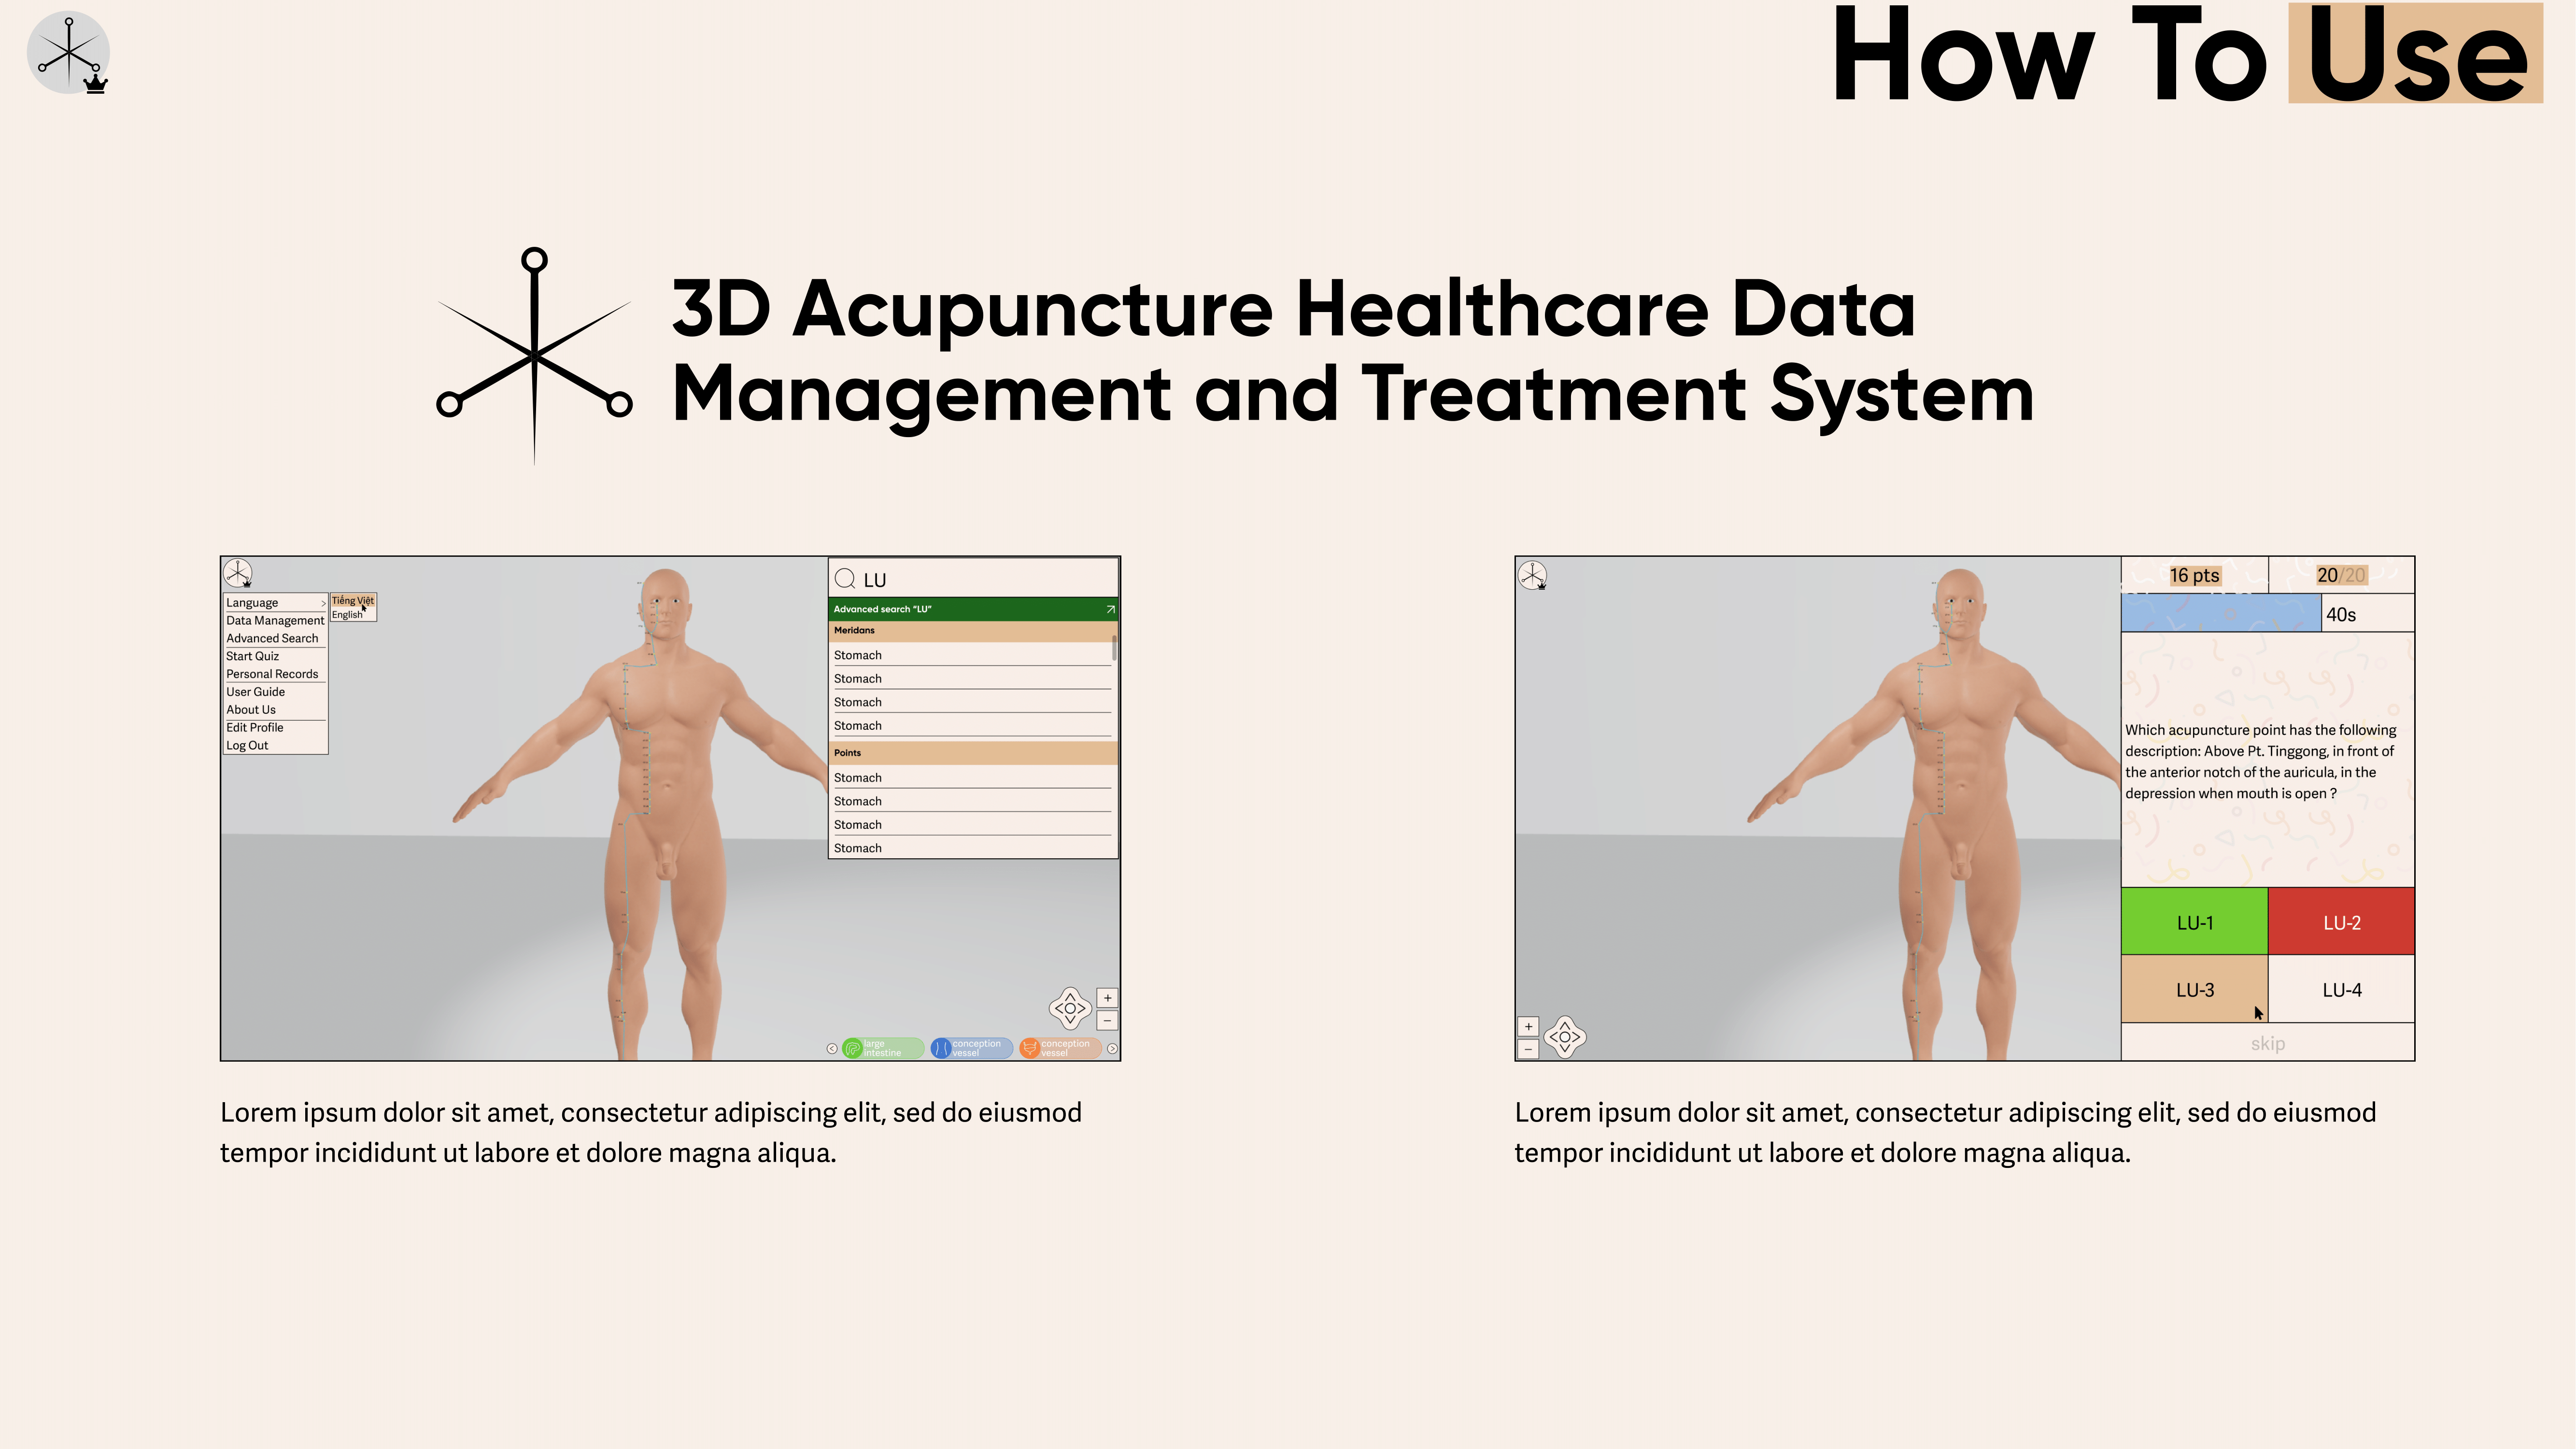 How To Use
3D Acupuncture Healthcare Data
Management and Treatment System
Language >
Tiếng Việt
English
Data Management
Advanced Search
Start Quiz
Personal Records
User Guide
About Us
Edit Profile
Log Out
LU
Advanced search “LU”
Meridans
Stomach
Stomach
Stomach
Stomach
Points
Stomach
Stomach
Stomach
Stomach
+
−
large
intestine
conception
vessel
conception
vessel
Lorem ipsum dolor sit amet, consectetur adipiscing elit, sed do eiusmod
tempor incididunt ut labore et dolore magna aliqua.
16 pts
20/20
40s
Which acupuncture point has the following
description: Above Pt. Tinggong, in front of
the anterior notch of the auricula, in the
depression when mouth is open ?
LU-1
LU-2
LU-3
LU-4
skip
+
−
Lorem ipsum dolor sit amet, consectetur adipiscing elit, sed do eiusmod
tempor incididunt ut labore et dolore magna aliqua.